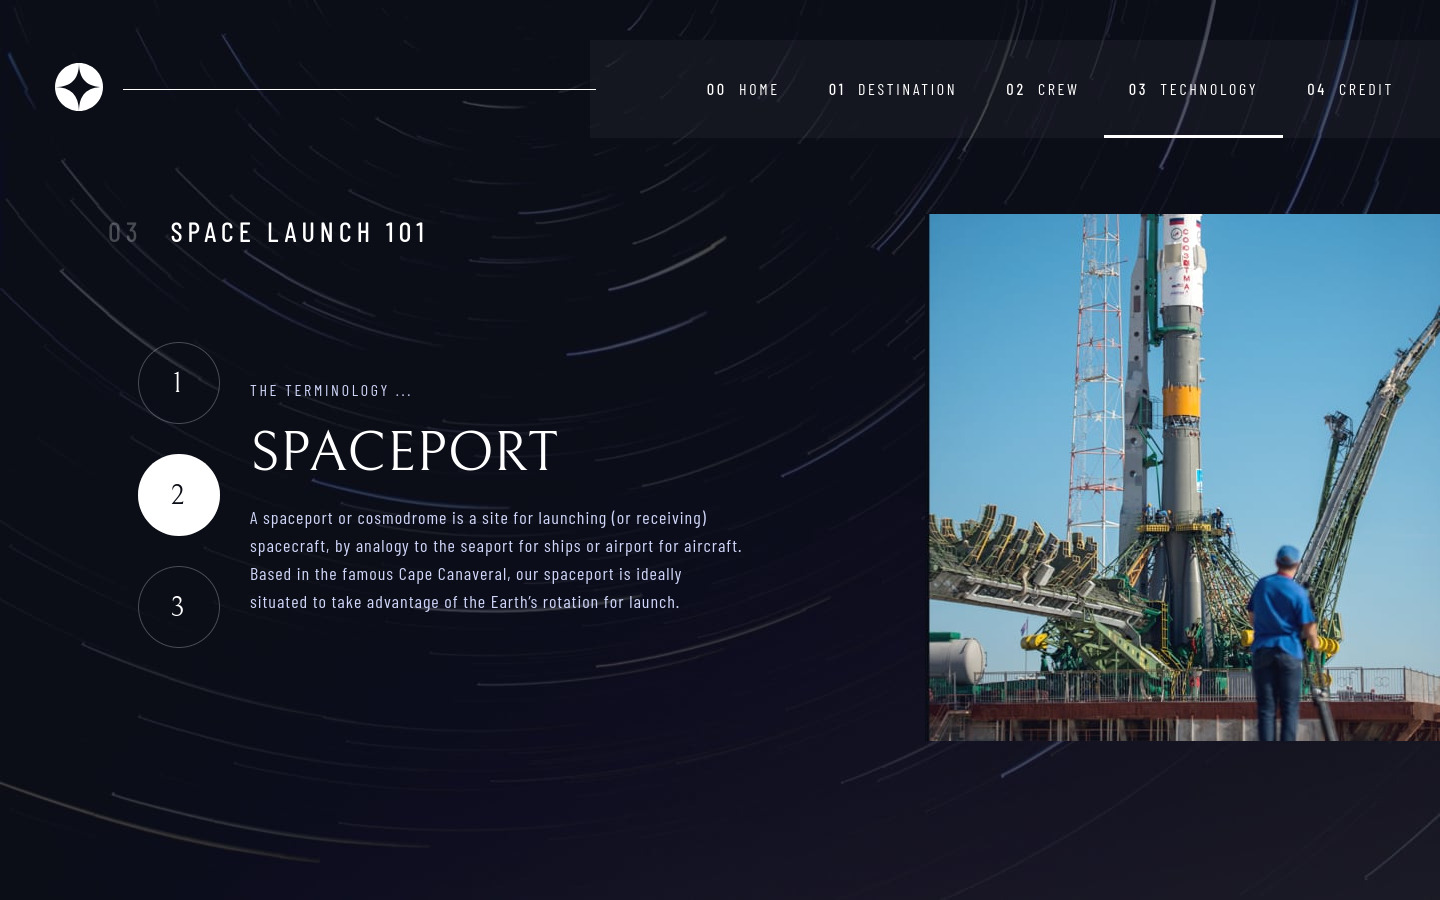 00 HOME
01 DESTINATION
02 CREW
03 TECHNOLOGY
04 CREDIT
03 SPACE LAUNCH 101
1
2
3
THE TERMINOLOGY ...
SPACEPORT
A spaceport or cosmodrome is a site for launching (or receiving)
spacecraft, by analogy to the seaport for ships or airport for aircraft.
Based in the famous Cape Canaveral, our spaceport is ideally
situated to take advantage of the Earth’s rotation for launch.